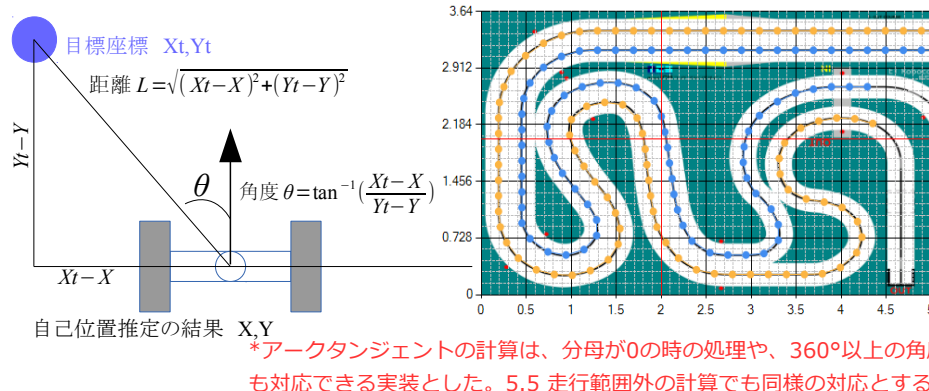 目標座標 Xt,Yt
距離 L=√(Xt−X)²+(Yt−Y)²
Yt−Y
θ
角度 θ=tan⁻¹(Xt−X/Yt−Y)
Xt−X
自己位置推定の結果 X,Y
3.64
2.912
2.184
1.456
0.728
0
0 0.5 1 1.5 2 2.5 3 3.5 4 4.5
*アークタンジェントの計算は、分母が0の時の処理や、360°以上の角
も対応できる実装とした。5.5 走行範囲外の計算でも同様の対応とする